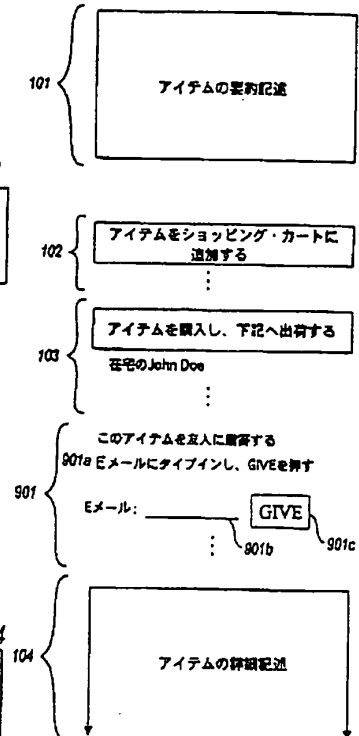 101
アイテムの要約記述
102
アイテムをショッピング・カートに
追加する
103
アイテムを購入し、下記へ出荷する
在宅のJohn Doe
901
このアイテムを友人に贈答する
901a Eメールにタイプインし、GIVEを押す
Eメール: GIVE
901b 901c
104
アイテムの詳細記述